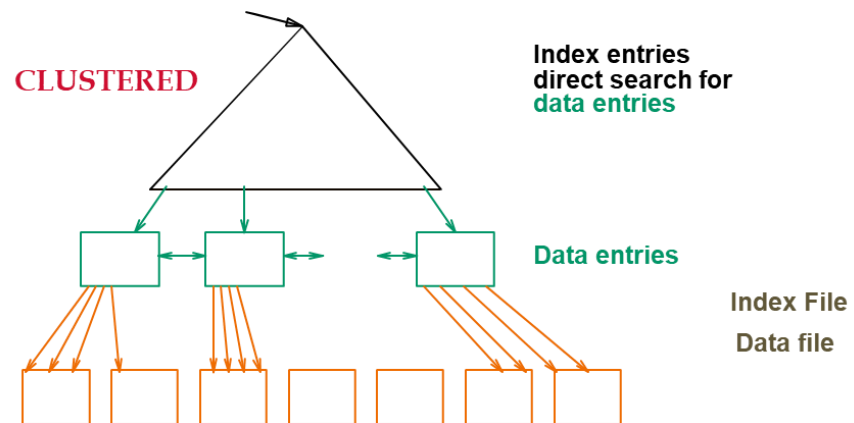 CLUSTERED
Index entries
direct search for
data entries
Data entries
Index File
Data file